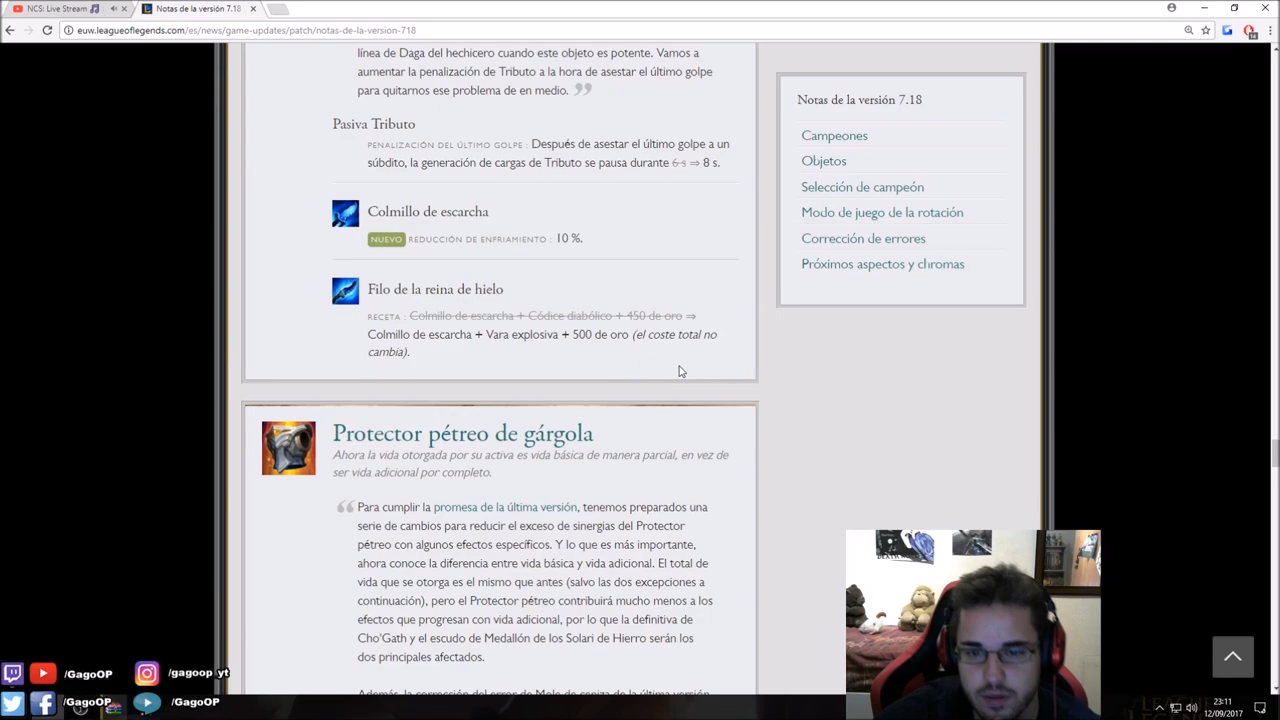 NCS: Live Stream
Notas de la versión 7.18
euw.leagueoflegends.com/es/news/game-updates/patch/notas-de-la-version-718
línea de Daga del hechicero cuando este objeto es potente. Vamos a
aumentar la penalización de Tributo a la hora de asestar el último golpe
para quitarnos ese problema de en medio.
Pasiva Tributo
PENALIZACIÓN DEL ÚLTIMO GOLPE : Después de asestar el último golpe a un
súbdito, la generación de cargas de Tributo se pausa durante 6 s ⇒ 8 s.
Colmillo de escarcha
NUEVO REDUCCIÓN DE ENFRIAMIENTO : 10 %.
Filo de la reina de hielo
RECETA : Colmillo de escarcha + Códice diabólico + 450 de oro ⇒
Colmillo de escarcha + Vara explosiva + 500 de oro (el coste total no
cambia).
Protector pétreo de gárgola
Ahora la vida otorgada por su activa es vida básica de manera parcial, en vez de
ser vida adicional por completo.
Para cumplir la promesa de la última versión, tenemos preparados una
serie de cambios para reducir el exceso de sinergias del Protector
pétreo con algunos efectos específicos. Y lo que es más importante,
ahora conoce la diferencia entre vida básica y vida adicional. El total de
vida que se otorga es el mismo que antes (salvo las dos excepciones a
continuación), pero el Protector pétreo contribuirá mucho menos a los
efectos que progresan con vida adicional, por lo que la definitiva de
Cho'Gath y el escudo de Medallón de los Solari de Hierro serán los
dos principales afectados.
Además, la corrección del error de Molo de ceniza de la última versión
Notas de la versión 7.18
Campeones
Objetos
Selección de campeón
Modo de juego de la rotación
Corrección de errores
Próximos aspectos y chromas
/GagoOP
/gagoop_yt
/GagoOP
/GagoOP
23:11
12/09/2017